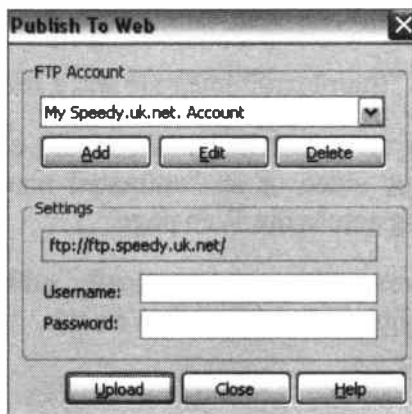 Publish To Web
FTP Account
My Speedy.uk.net. Account
Add Edit Delete
Settings
ftp://ftp.speedy.uk.net/
Username:
Password:
Upload Close Help